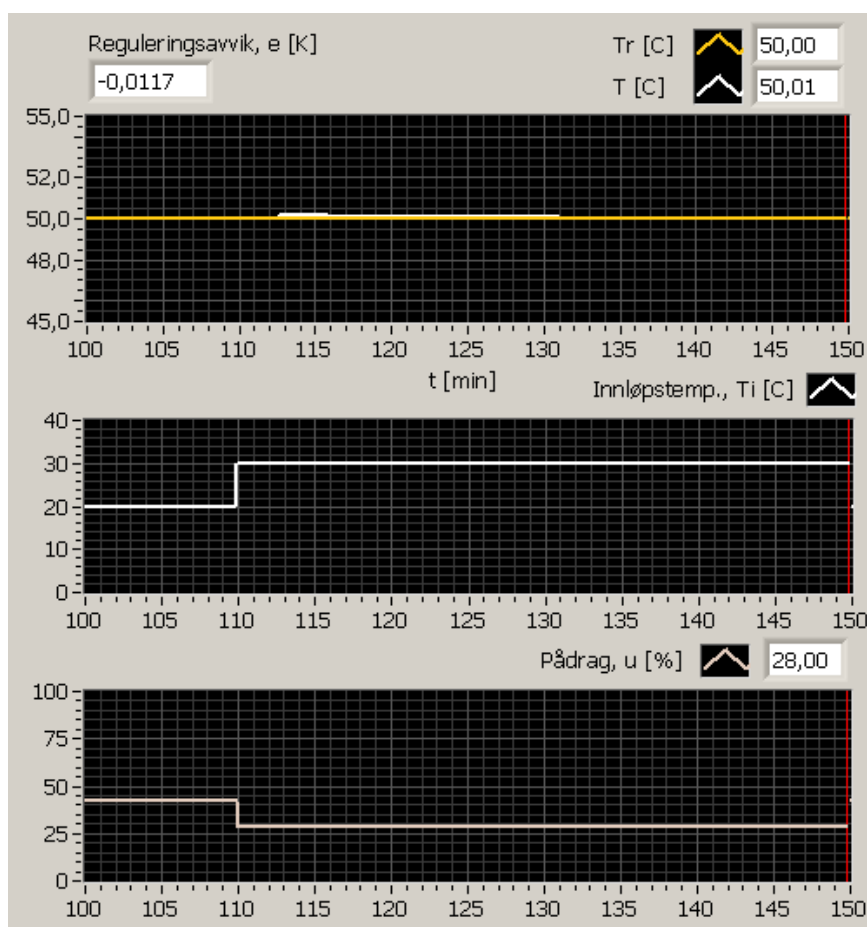 Reguleringsavvik, e [K]
-0,0117
Tr [C] 50,00
T [C] 50,01
55,0
52,0
50,0
48,0
45,0
100 105 110 115 120 125 130 135 140 145 150
t [min]
Innløpstemp., Ti [C]
40
30
20
10
0
100 105 110 115 120 125 130 135 140 145 150
Pådrag, u [%] 28,00
100
75
50
25
0
100 105 110 115 120 125 130 135 140 145 150